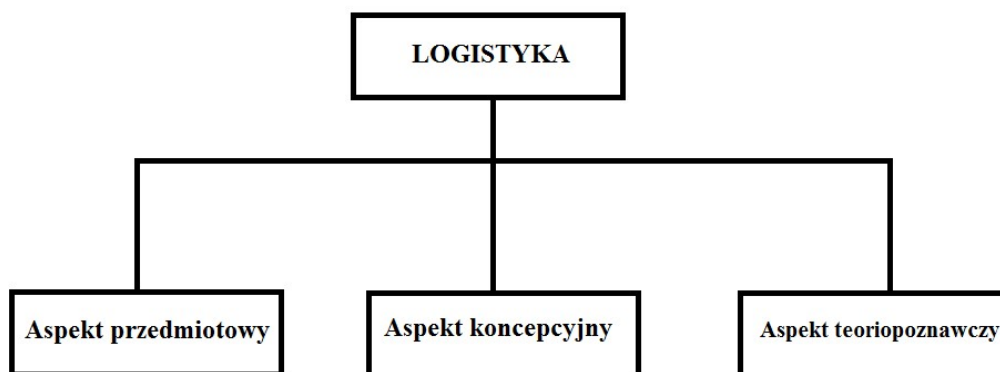 LOGISTYKA
Aspekt przedmiotowy
Aspekt koncepcyjny
Aspekt teoriopoznawczy